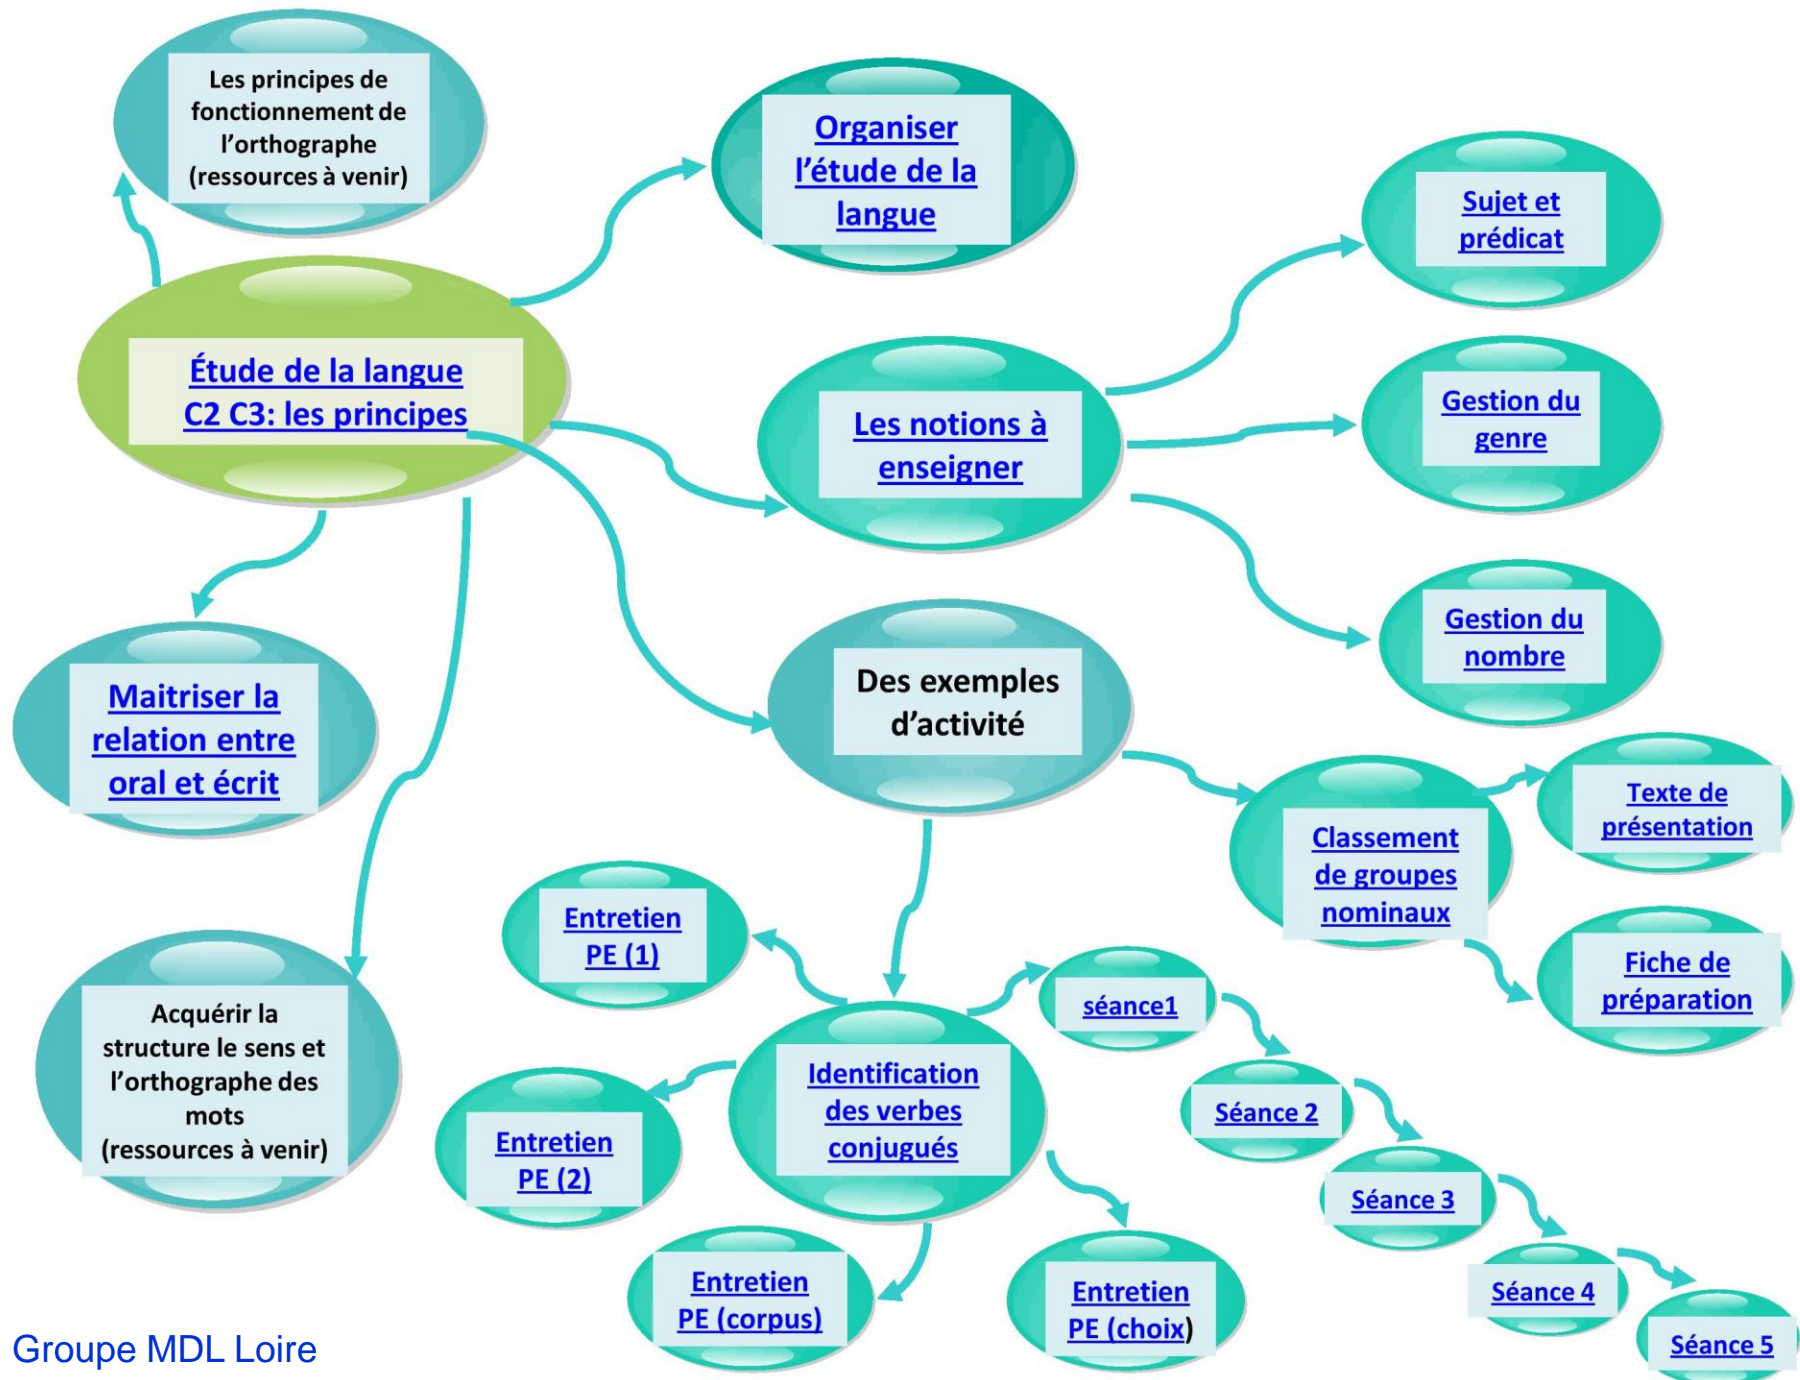 Les principes de
fonctionnement de
l’orthographe
(ressources à venir)
Organiser
l’étude de la
langue
Sujet et
prédicat
Étude de la langue
C2 C3: les principes
Les notions à
enseigner
Gestion du
genre
Gestion du
nombre
Maitriser la
relation entre
oral et écrit
Des exemples
d’activité
Classement
de groupes
nominaux
Texte de
présentation
Fiche de
préparation
Acquérir la
structure le sens et
l’orthographe des
mots
(ressources à venir)
Entretien
PE (1)
Identification
des verbes
conjugués
Entretien
PE (2)
Entretien
PE (corpus)
Entretien
PE (choix)
séance1
Séance 2
Séance 3
Séance 4
Séance 5
Groupe MDL Loire